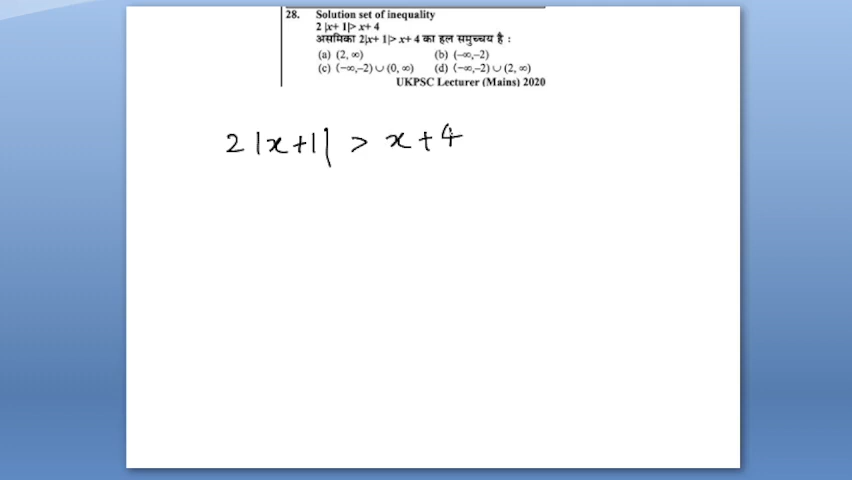 28. Solution set of inequality
2 |x+ 1|> x+ 4
असमिका 2|x+ 1|> x+ 4 का हल समुच्चय है :
(a) (2, ∞) (b) (−∞,−2)
(c) (−∞,−2) ∪ (0, ∞) (d) (−∞,−2) ∪ (2, ∞)
UKPSC Lecturer (Mains) 2020
2 |x+1| > x+4